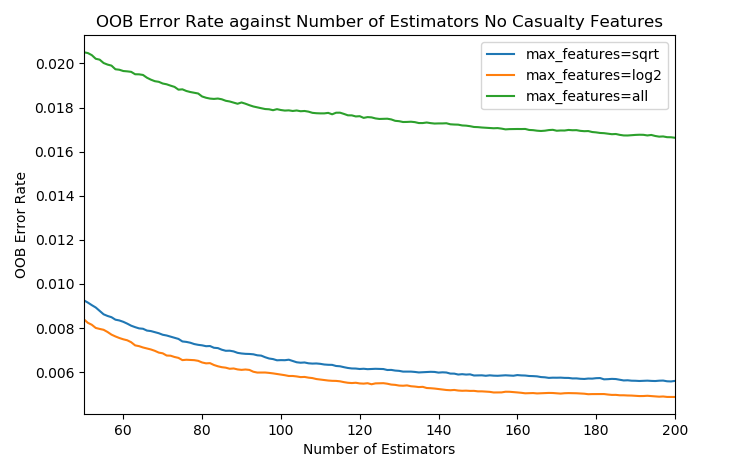 OOB Error Rate against Number of Estimators No Casualty Features
max_features=sqrt
max_features=log2
max_features=all
0.020
0.018
0.016
0.014
0.012
0.010
0.008
0.006
OOB Error Rate
60 80 100 120 140 160 180 200
Number of Estimators